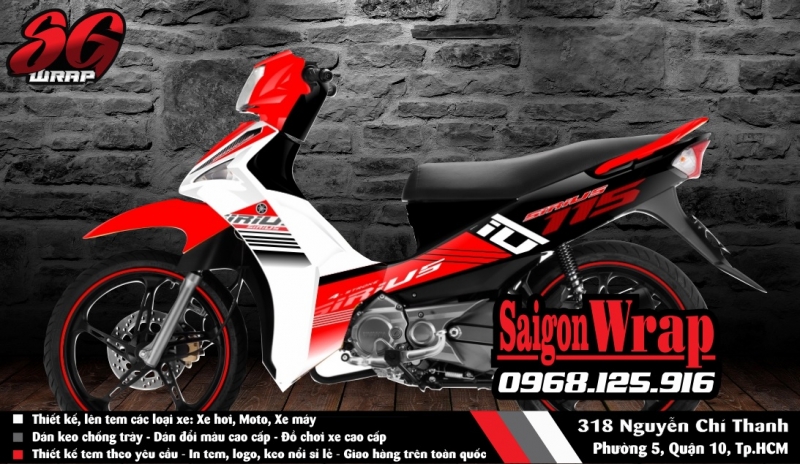 SG
WRAP
SIRIUS
SIRIUS
SIRIUS
SIRIUS
115
SaigonWrap
0968.125.916
Thiết kế, lên tem các loại xe: Xe hơi, Moto, Xe máy
Dán keo chống trầy - Dán đổi màu cao cấp - Đồ chơi xe cao cấp
Thiết kế tem theo yêu cầu - In tem, logo, keo nổi sỉ lẻ - Giao hàng trên toàn quốc
318 Nguyễn Chí Thanh
Phường 5, Quận 10, Tp.HCM